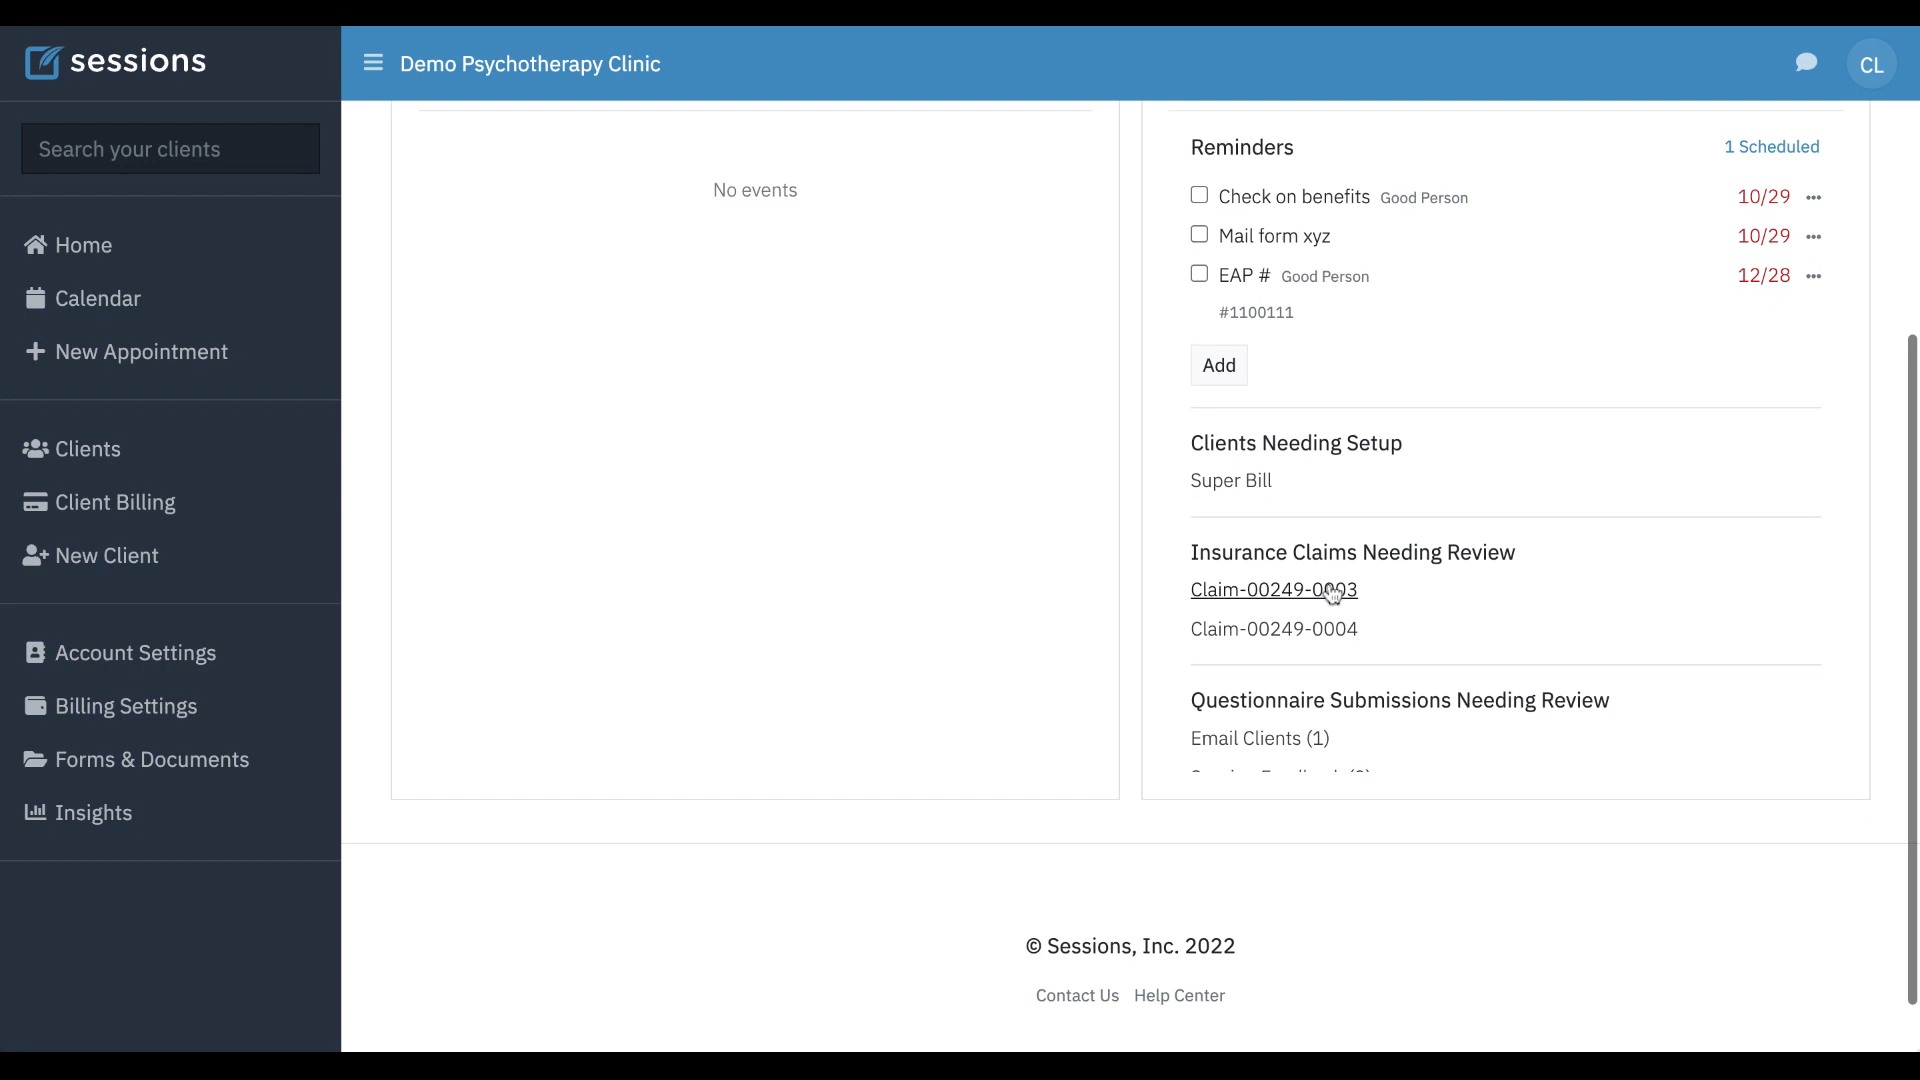 sessions
Demo Psychotherapy Clinic
CL
Search your clients
Home
Calendar
New Appointment
Clients
Client Billing
New Client
Account Settings
Billing Settings
Forms & Documents
Insights
No events
Reminders
1 Scheduled
Check on benefits Good Person 10/29
Mail form xyz 10/29
EAP # Good Person 12/28
#1100111
Add
Clients Needing Setup
Super Bill
Insurance Claims Needing Review
Claim-00249-0003
Claim-00249-0004
Questionnaire Submissions Needing Review
Email Clients (1)
© Sessions, Inc. 2022
Contact Us Help Center